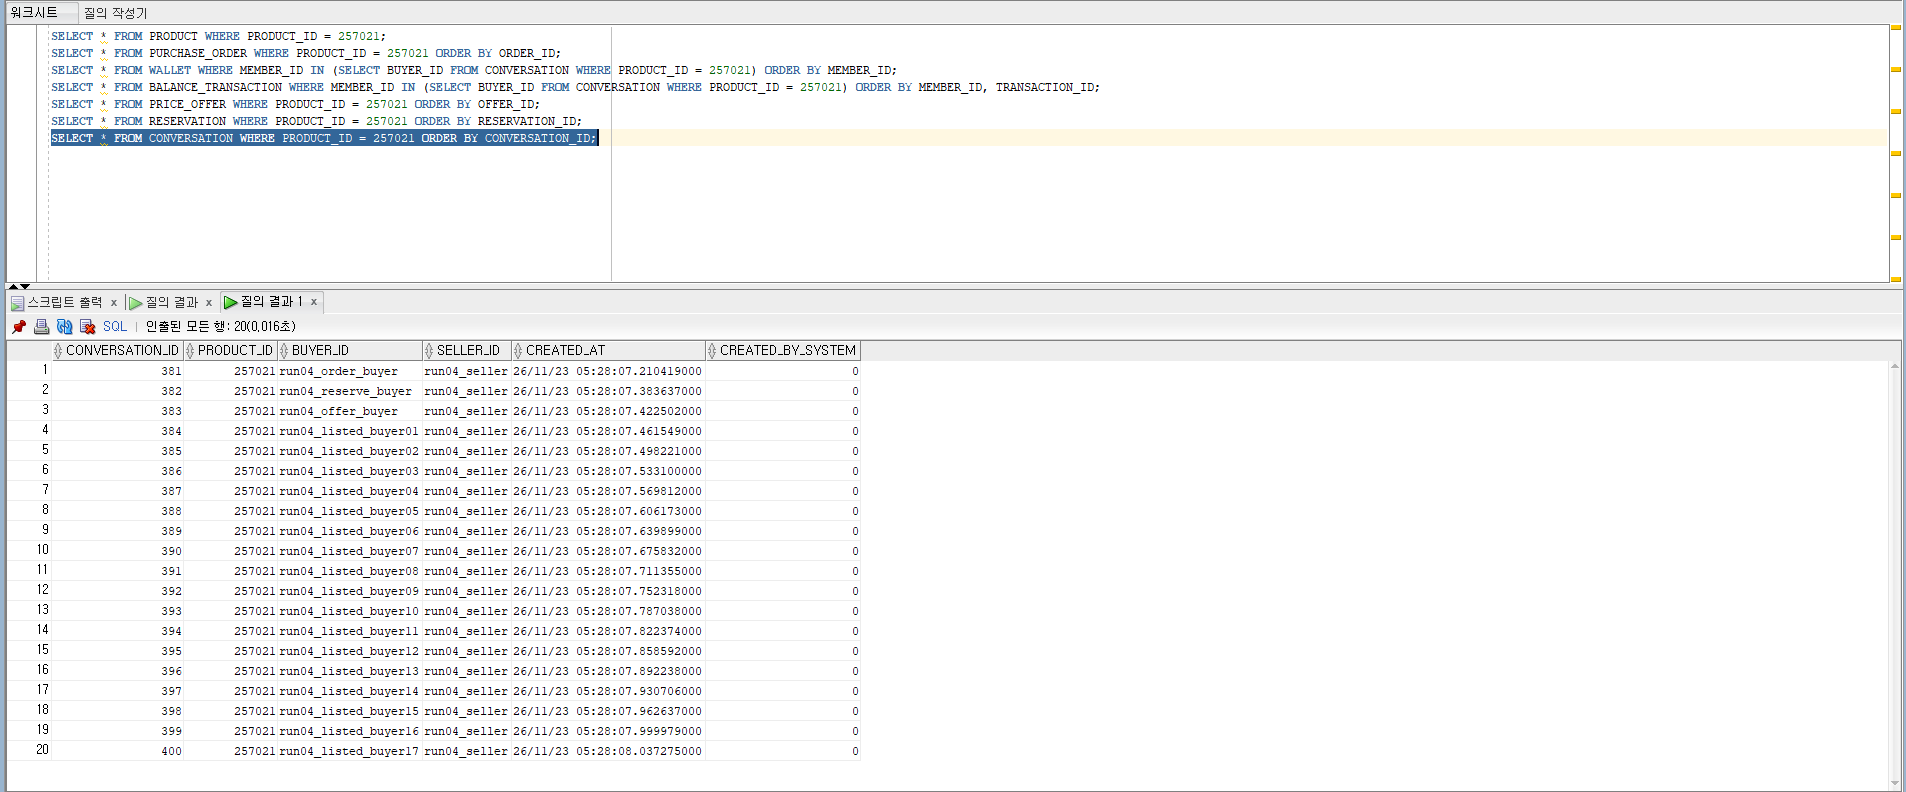 워크시트 질의 작성기
SELECT * FROM PRODUCT WHERE PRODUCT_ID = 257021;
SELECT * FROM PURCHASE_ORDER WHERE PRODUCT_ID = 257021 ORDER BY ORDER_ID;
SELECT * FROM WALLET WHERE MEMBER_ID IN (SELECT BUYER_ID FROM CONVERSATION WHERE PRODUCT_ID = 257021) ORDER BY MEMBER_ID;
SELECT * FROM BALANCE_TRANSACTION WHERE MEMBER_ID IN (SELECT BUYER_ID FROM CONVERSATION WHERE PRODUCT_ID = 257021) ORDER BY MEMBER_ID, TRANSACTION_ID;
SELECT * FROM PRICE_OFFER WHERE PRODUCT_ID = 257021 ORDER BY OFFER_ID;
SELECT * FROM RESERVATION WHERE PRODUCT_ID = 257021 ORDER BY RESERVATION_ID;
SELECT * FROM CONVERSATION WHERE PRODUCT_ID = 257021 ORDER BY CONVERSATION_ID;
스크립트 출력 x 질의 결과 x 질의 결과 1 x
SQL | 인출된 모든 행: 20(0,016초)
CONVERSATION_ID PRODUCT_ID BUYER_ID SELLER_ID CREATED_AT CREATED_BY_SYSTEM
1 381 257021 run04_order_buyer run04_seller 26/11/23 05:28:07.210419000 0
2 382 257021 run04_reserve_buyer run04_seller 26/11/23 05:28:07.383637000 0
3 383 257021 run04_offer_buyer run04_seller 26/11/23 05:28:07.422502000 0
4 384 257021 run04_listed_buyer01 run04_seller 26/11/23 05:28:07.461549000 0
5 385 257021 run04_listed_buyer02 run04_seller 26/11/23 05:28:07.498221000 0
6 386 257021 run04_listed_buyer03 run04_seller 26/11/23 05:28:07.533100000 0
7 387 257021 run04_listed_buyer04 run04_seller 26/11/23 05:28:07.569812000 0
8 388 257021 run04_listed_buyer05 run04_seller 26/11/23 05:28:07.606173000 0
9 389 257021 run04_listed_buyer06 run04_seller 26/11/23 05:28:07.639899000 0
10 390 257021 run04_listed_buyer07 run04_seller 26/11/23 05:28:07.675832000 0
11 391 257021 run04_listed_buyer08 run04_seller 26/11/23 05:28:07.711355000 0
12 392 257021 run04_listed_buyer09 run04_seller 26/11/23 05:28:07.752318000 0
13 393 257021 run04_listed_buyer10 run04_seller 26/11/23 05:28:07.787038000 0
14 394 257021 run04_listed_buyer11 run04_seller 26/11/23 05:28:07.822374000 0
15 395 257021 run04_listed_buyer12 run04_seller 26/11/23 05:28:07.858592000 0
16 396 257021 run04_listed_buyer13 run04_seller 26/11/23 05:28:07.892238000 0
17 397 257021 run04_listed_buyer14 run04_seller 26/11/23 05:28:07.930706000 0
18 398 257021 run04_listed_buyer15 run04_seller 26/11/23 05:28:07.962637000 0
19 399 257021 run04_listed_buyer16 run04_seller 26/11/23 05:28:07.999979000 0
20 400 257021 run04_listed_buyer17 run04_seller 26/11/23 05:28:08.037275000 0